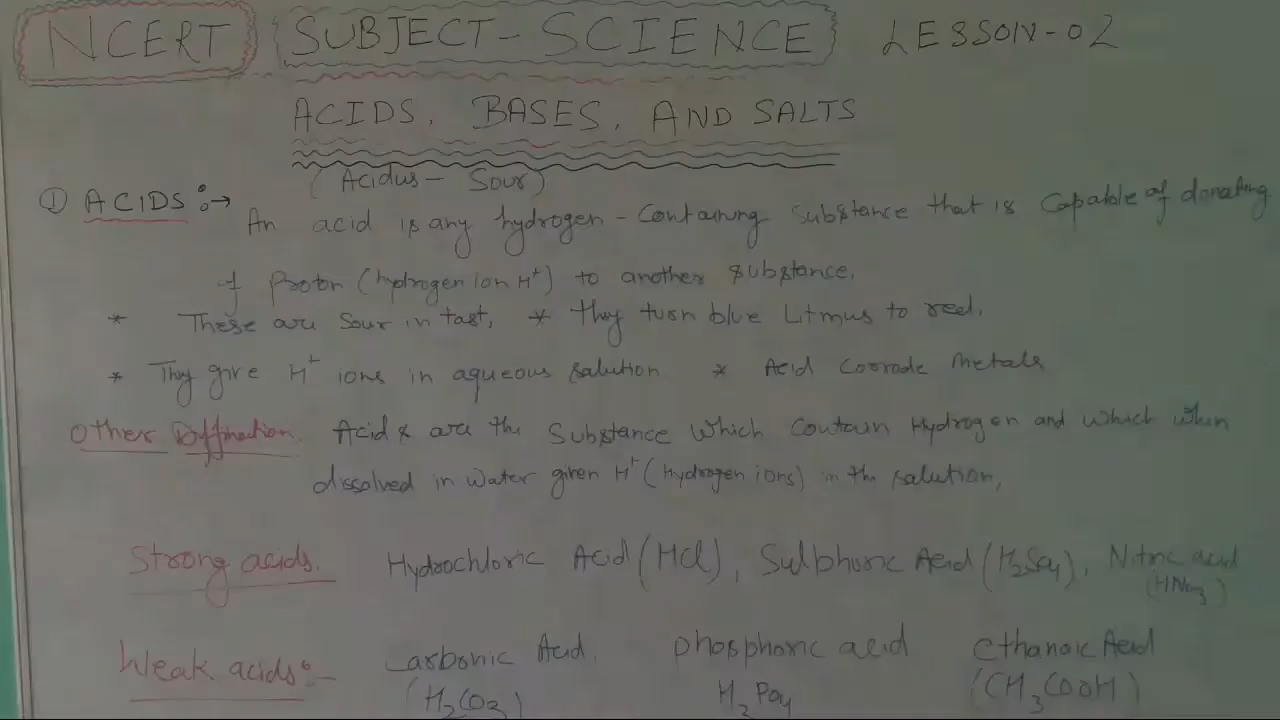 NCERT SUBJECT-SCIENCE LESSON-02
ACIDS, BASES, AND SALTS
(Acidus - Sour)
① ACIDS :→ An acid is any hydrogen - Containing substance that is Capable of donating
of Proton (hydrogen ion H⁺) to another substance.
* These are Sour in tast, * They turn blue Litmus to red.
* They give H⁺ ions in aqueous salution * Acid Corrode Metals
Other Diffination. Acids are the Substance which Contain Hydrogen and which when
dissolved in water given H⁺ (Hydrogen ions) in the salution,
Strong acids. Hydrochloric Acid (HCl), Sulphuric Acid (H₂SO₄), Nitric acid
(HNO₃)
Weak acids:- Carbonic Acid. phosphoric acid ethanoic Acid
(H₂CO₃) H₂PO₄ (CH₃COOH)